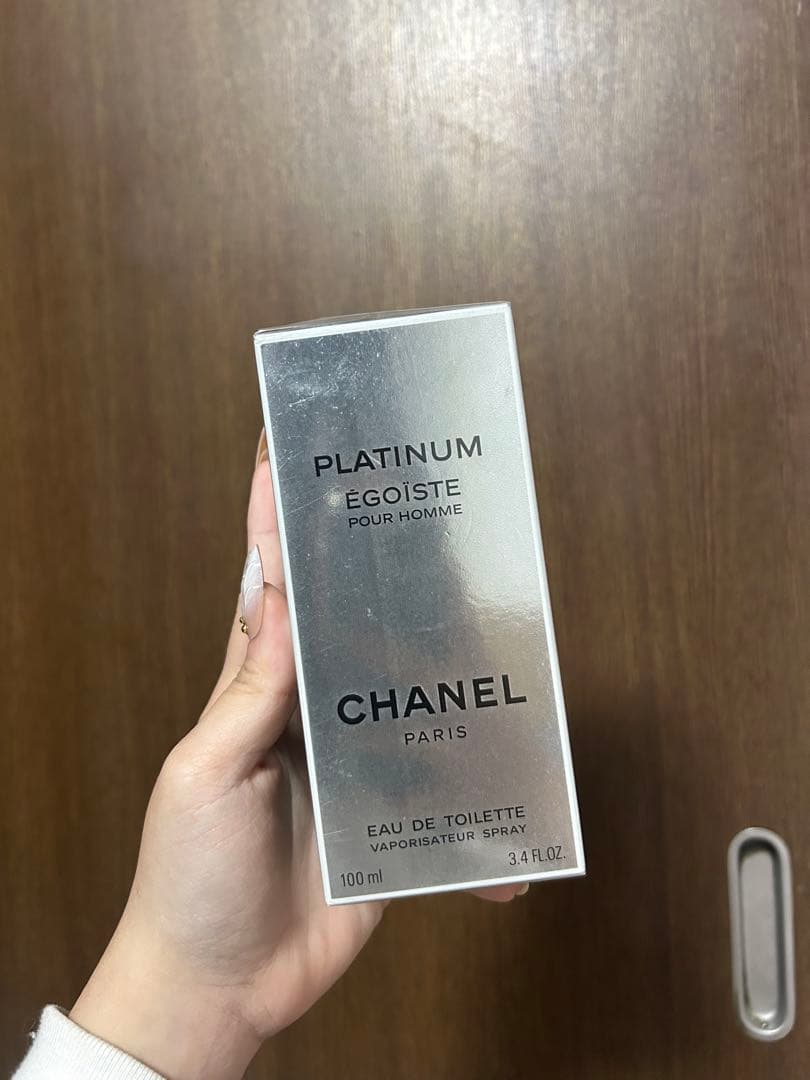 PLATINUM
ÉGOÏSTE
POUR HOMME
CHANEL
PARIS
EAU DE TOILETTE
VAPORISATEUR SPRAY
100 ml 3.4 FL.OZ.